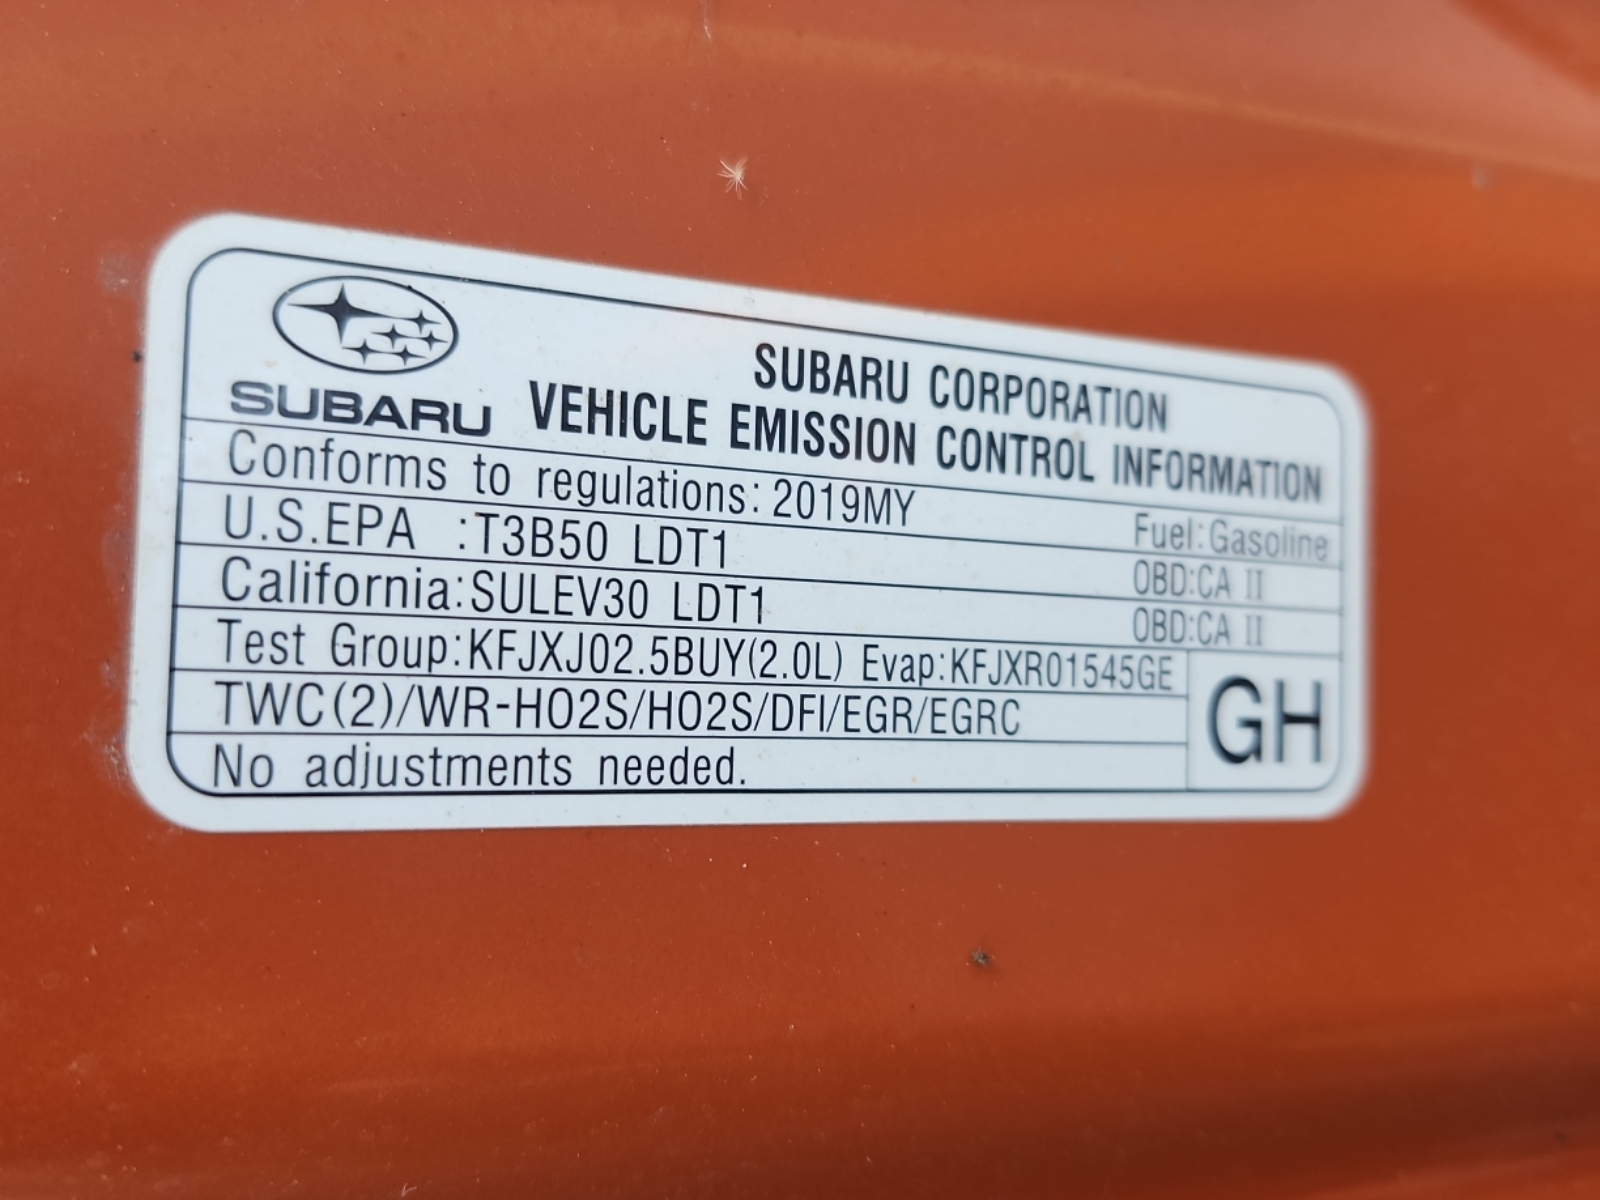 SUBARU
SUBARU CORPORATION
VEHICLE EMISSION CONTROL INFORMATION
Conforms to regulations: 2019MY Fuel:Gasoline
U.S.EPA :T3B50 LDT1 OBD:CA II
California:SULEV30 LDT1 OBD:CA II
Test Group:KFJXJ02.5BUY(2.0L) Evap:KFJXR01545GE
TWC(2)/WR-HO2S/HO2S/DFI/EGR/EGRC
No adjustments needed.
GH